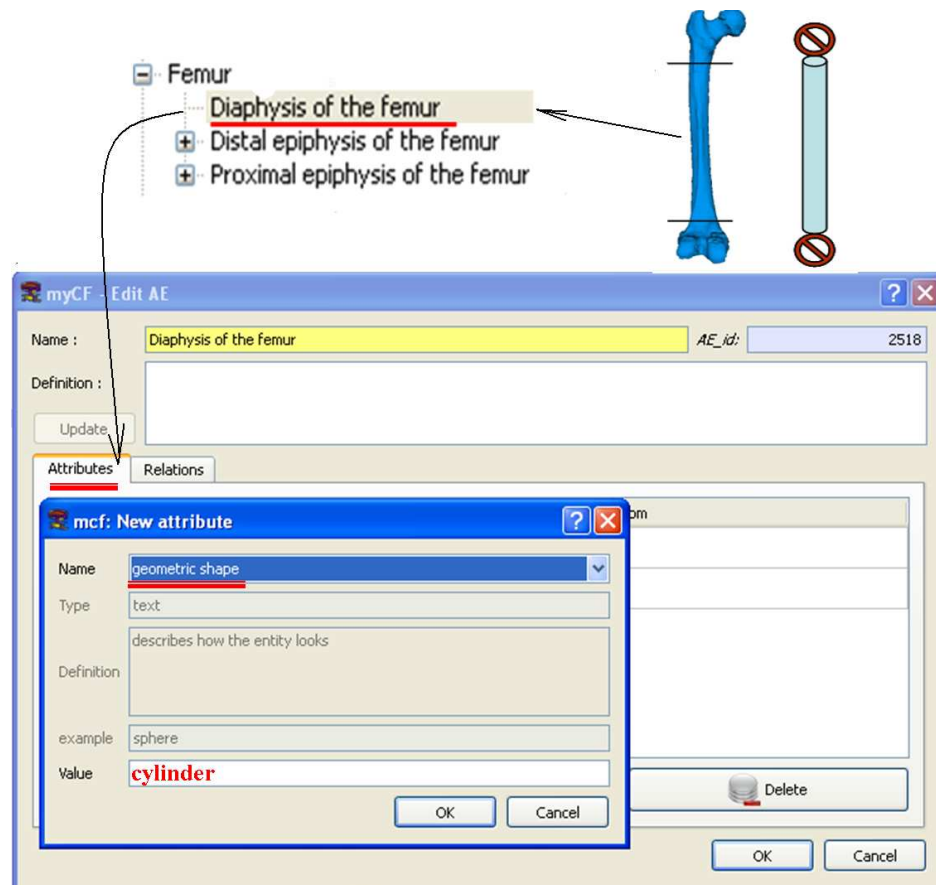 Femur
Diaphysis of the femur
Distal epiphysis of the femur
Proximal epiphysis of the femur
myCF - Edit AE
Name : Diaphysis of the femur AE_id: 2518
Definition :
Update
Attributes Relations
om
mcf: New attribute
Name geometric shape
Type text
Definition describes how the entity looks
example sphere
Value cylinder
OK Cancel
Delete
OK Cancel